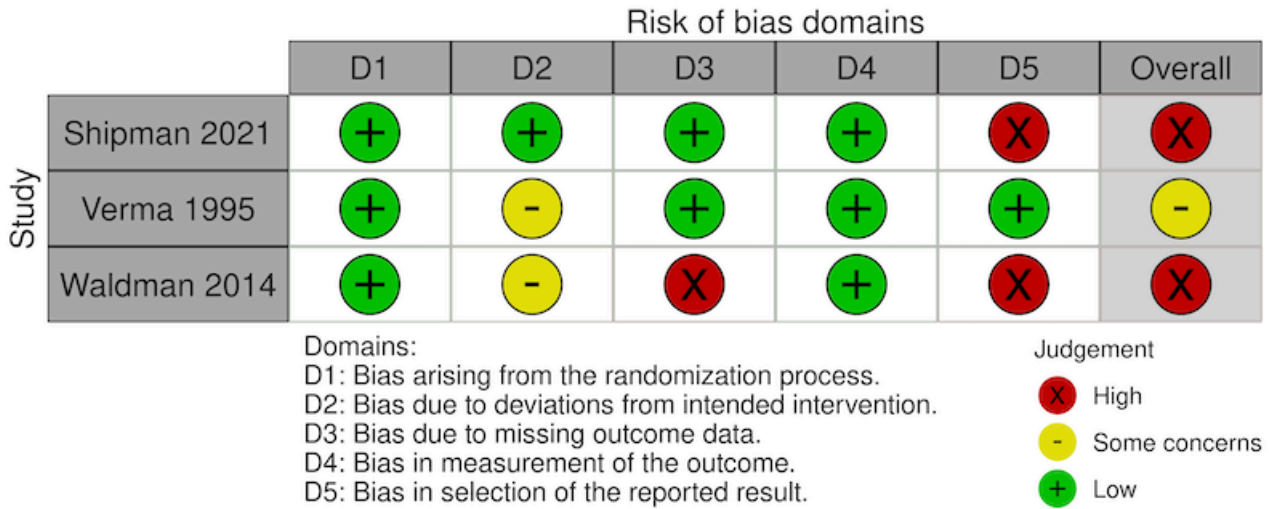 Risk of bias domains
D1 D2 D3 D4 D5 Overall
Study
Shipman 2021 + + + + X X
Verma 1995 + - + + + -
Waldman 2014 + - X + X X
Domains:
D1: Bias arising from the randomization process.
D2: Bias due to deviations from intended intervention.
D3: Bias due to missing outcome data.
D4: Bias in measurement of the outcome.
D5: Bias in selection of the reported result.
Judgement
X High
- Some concerns
+ Low